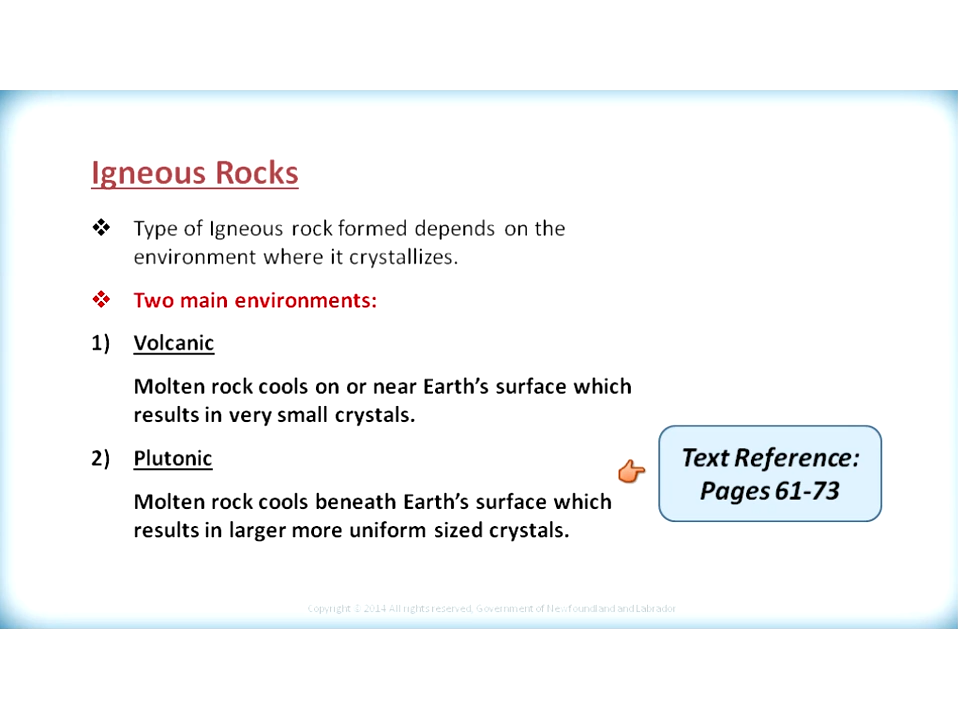 Igneous Rocks
❖ Type of Igneous rock formed depends on the
environment where it crystallizes.
❖ Two main environments:
1) Volcanic
Molten rock cools on or near Earth's surface which
results in very small crystals.
2) Plutonic
Molten rock cools beneath Earth's surface which
results in larger more uniform sized crystals.
Text Reference:
Pages 61-73
Copyright © 2014 All rights reserved, Government of Newfoundland and Labrador